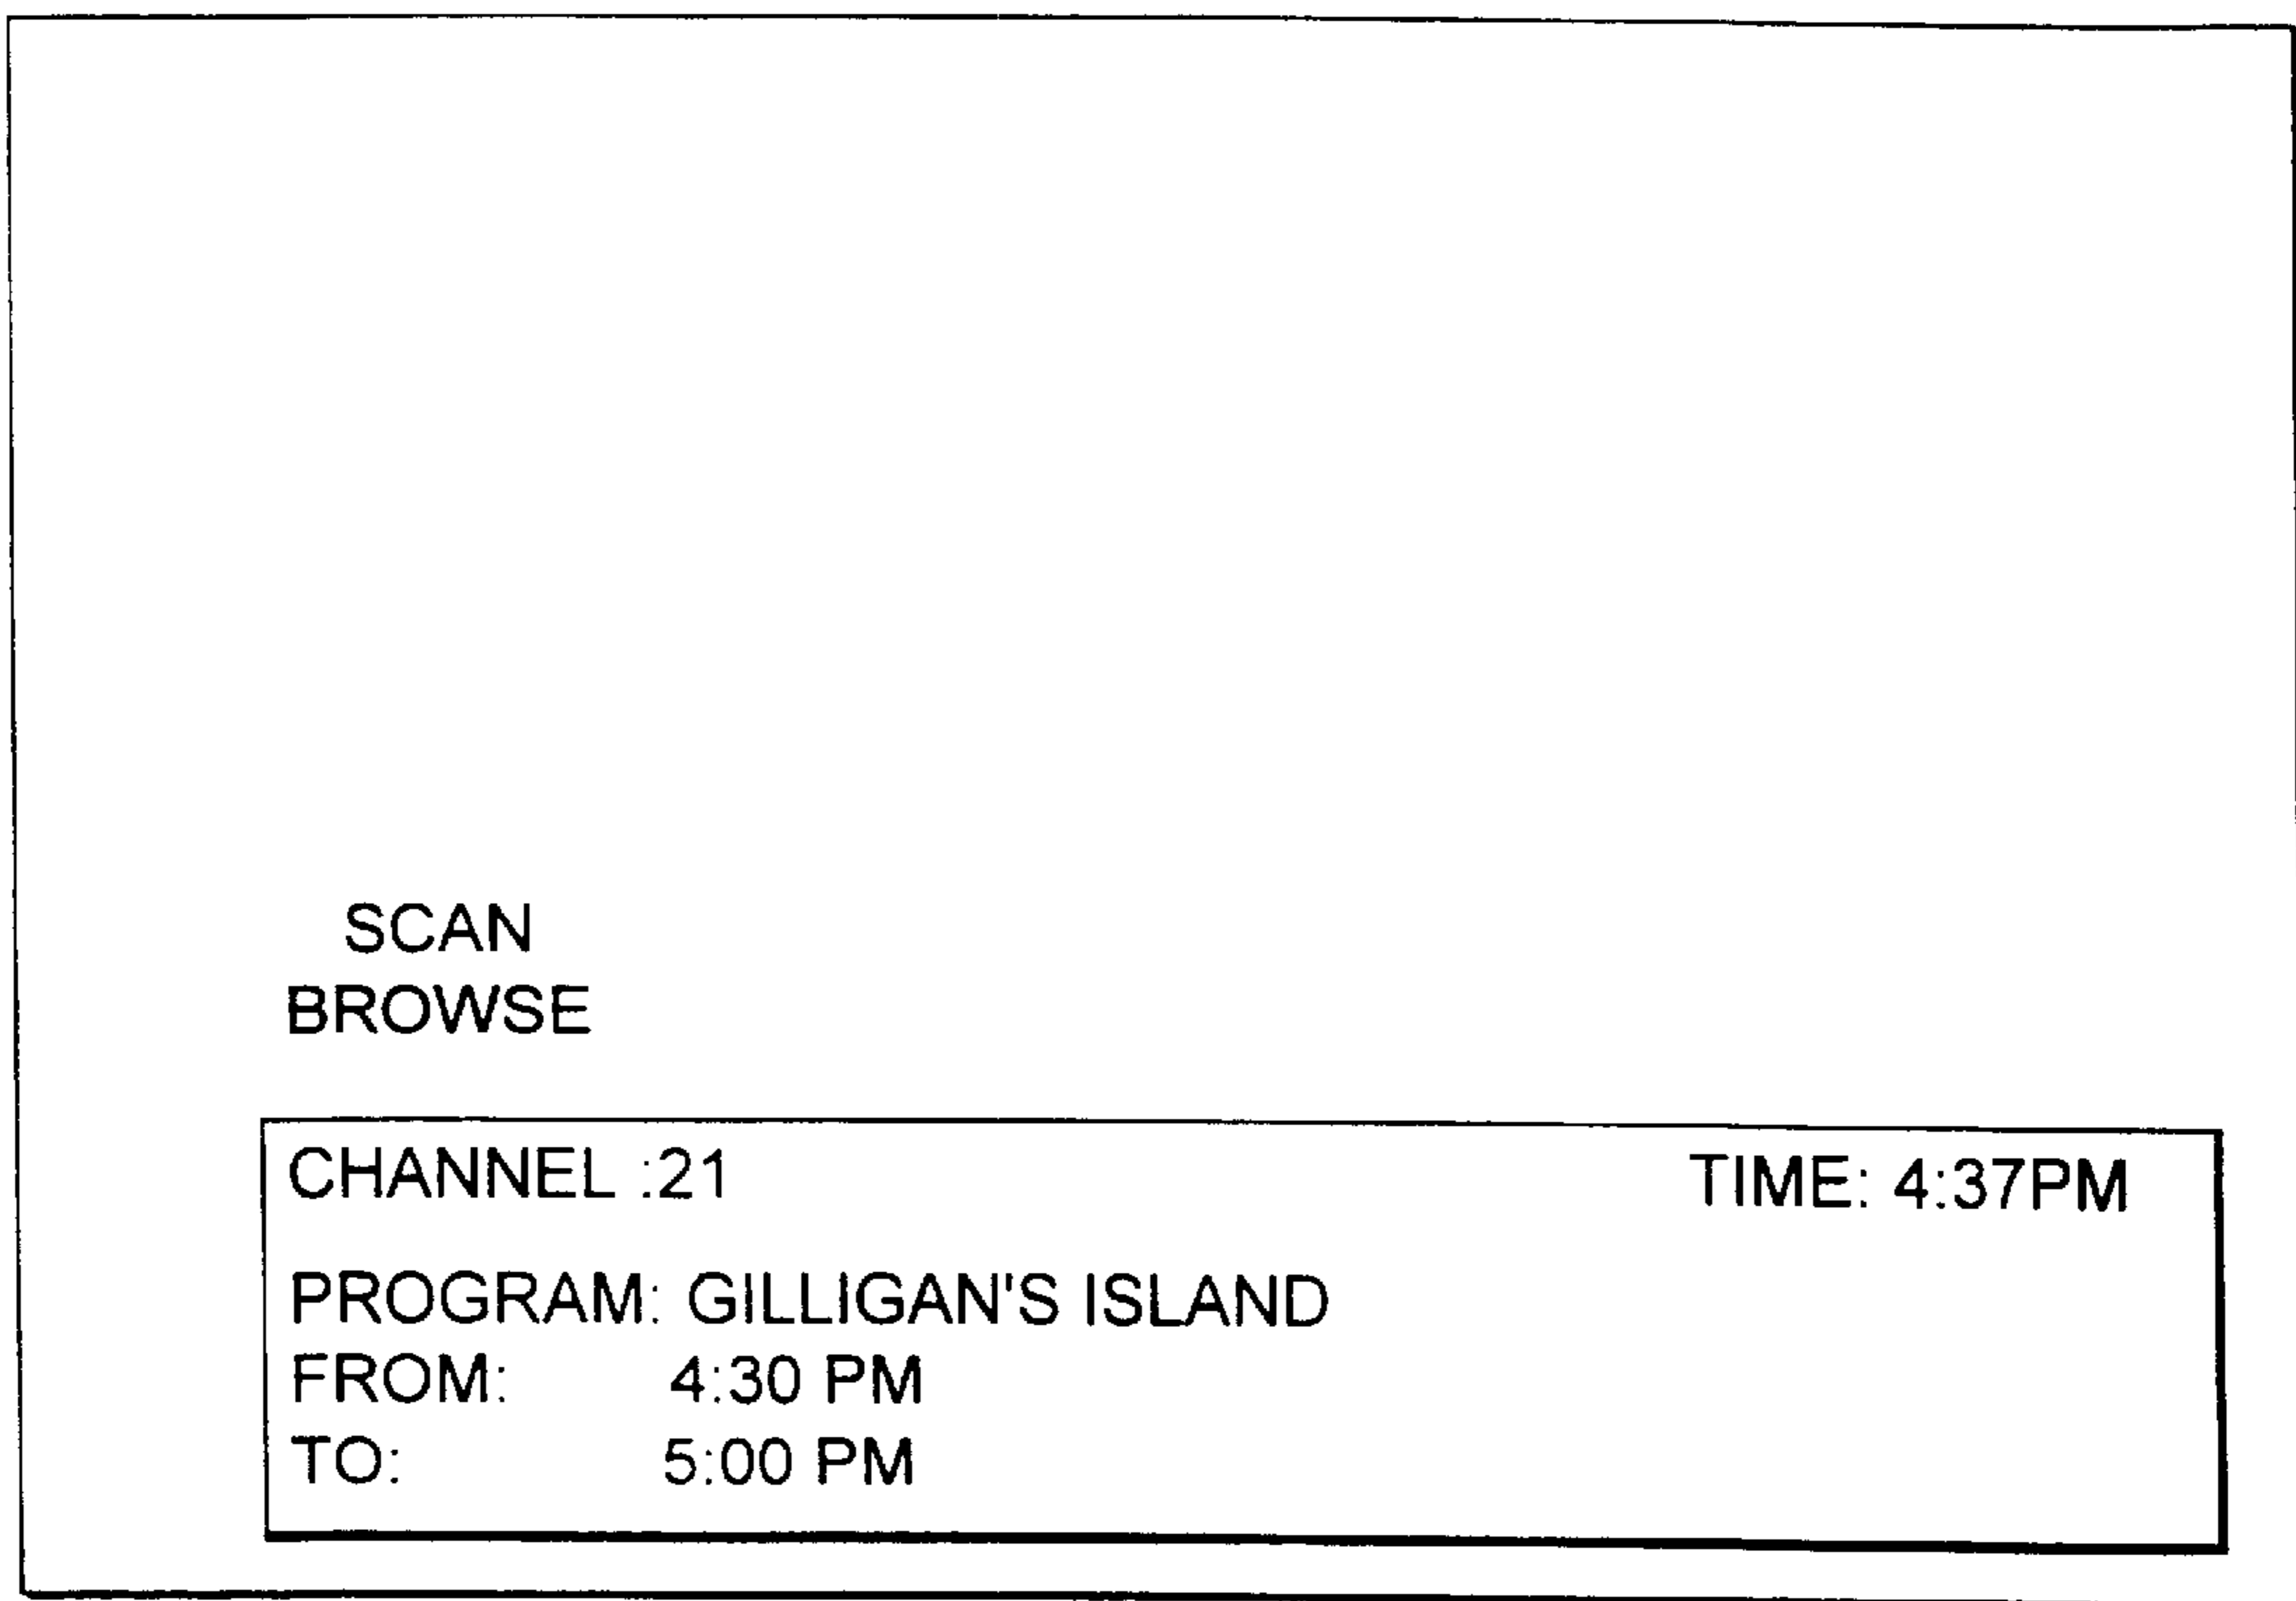 SCAN
BROWSE
CHANNEL :21 TIME: 4:37PM
PROGRAM: GILLIGAN'S ISLAND
FROM: 4:30 PM
TO: 5:00 PM